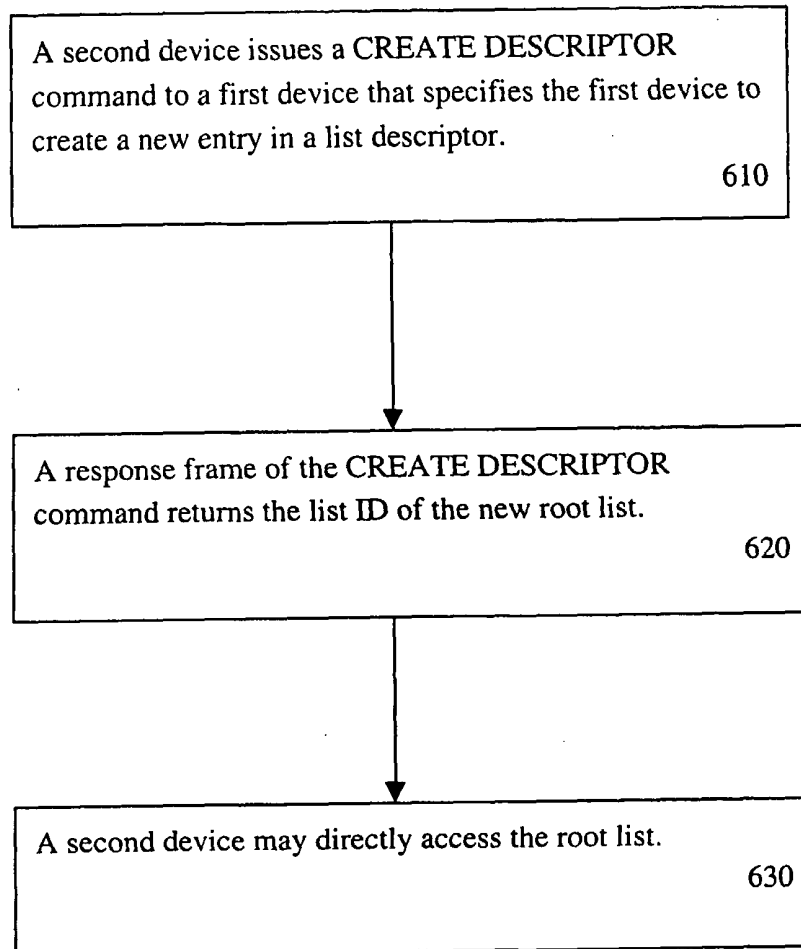 A second device issues a CREATE DESCRIPTOR
command to a first device that specifies the first device to
create a new entry in a list descriptor.
610
A response frame of the CREATE DESCRIPTOR
command returns the list ID of the new root list.
620
A second device may directly access the root list.
630